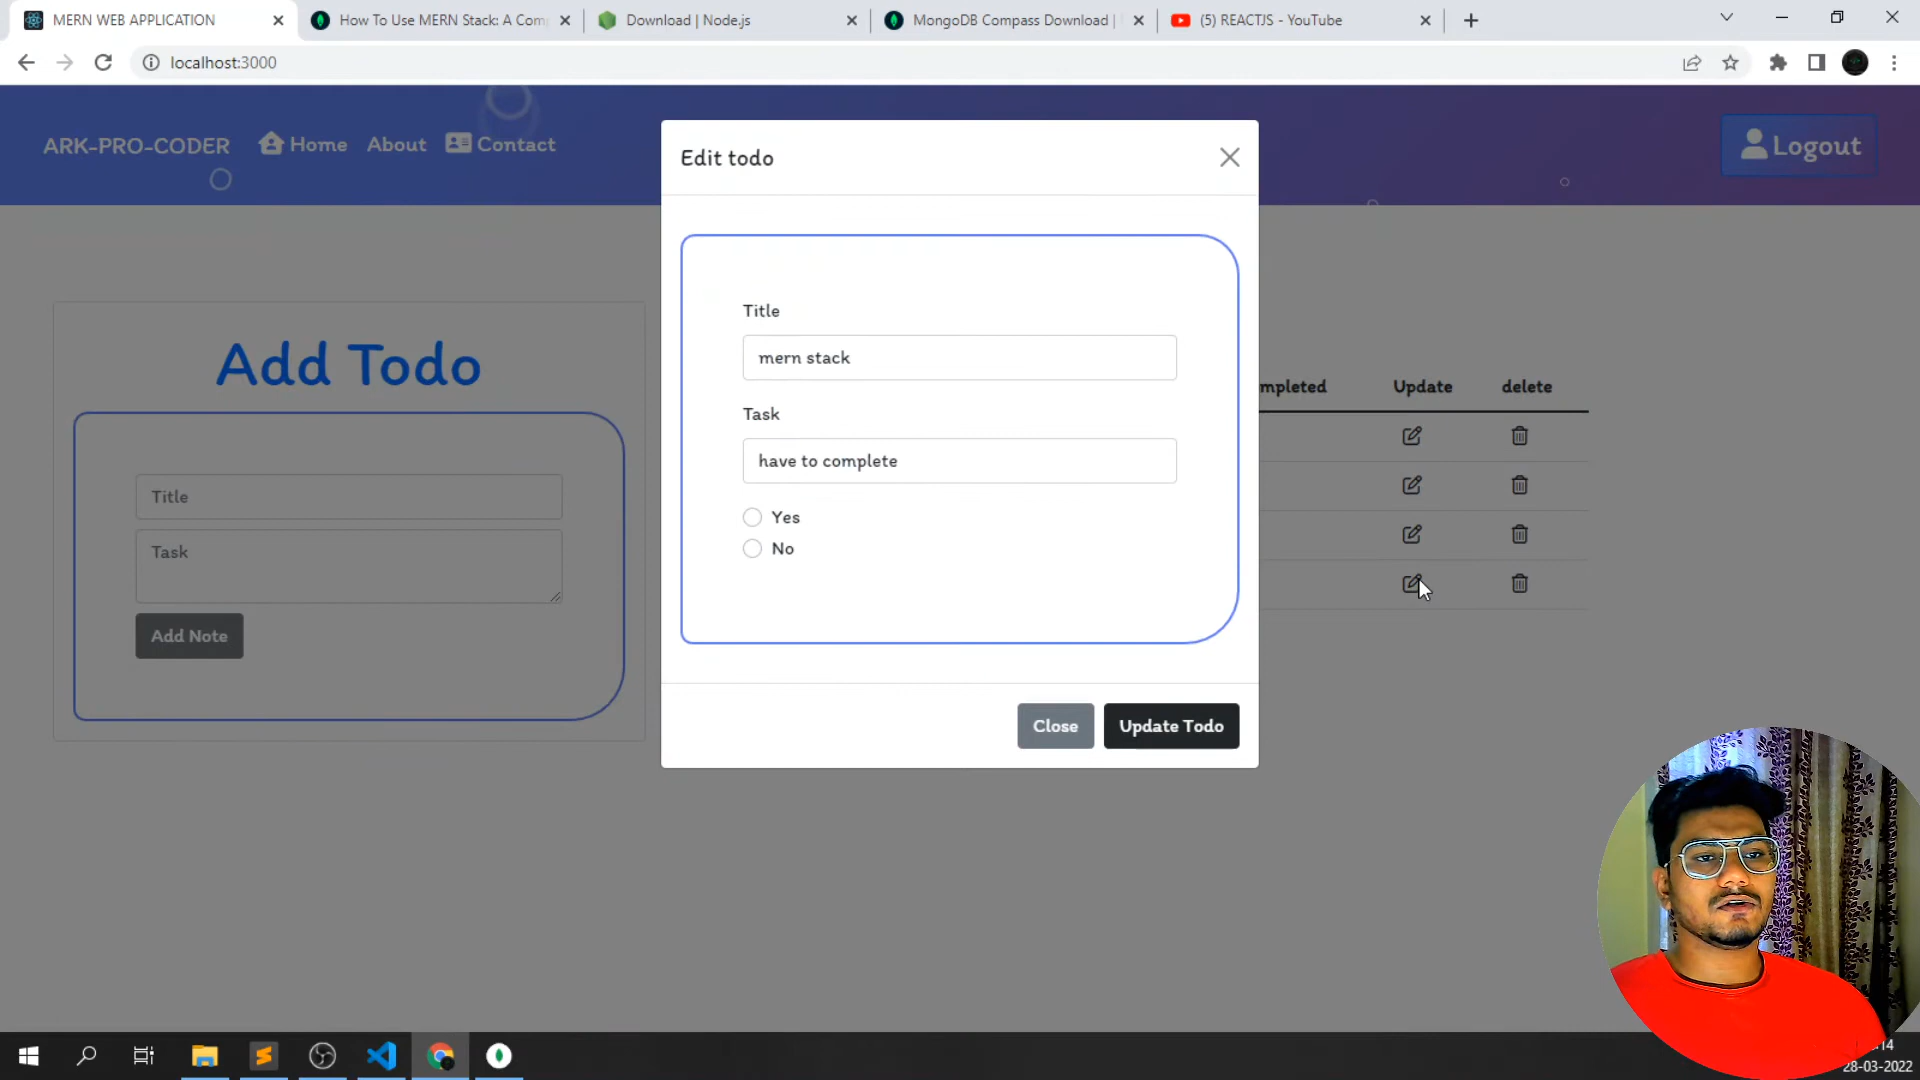 MERN WEB APPLICATION
How To Use MERN Stack: A Com
Download | Node.js
MongoDB Compass Download |
(5) REACTJS - YouTube
localhost:3000
ARK-PRO-CODER
Home
About
Contact
Logout
Edit todo
Title
mern stack
Task
have to complete
Yes
No
Close
Update Todo
Add Todo
Title
Task
Add Note
mpleted
Update
delete
14
28-03-2022